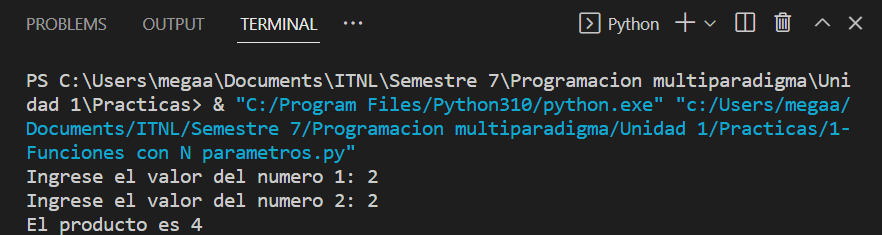 PROBLEMS OUTPUT TERMINAL ··· Python
PS C:\Users\megaa\Documents\ITNL\Semestre 7\Programacion multiparadigma\Uni
dad 1\Practicas> & "C:/Program Files/Python310/python.exe" "c:/Users/megaa/
Documents/ITNL/Semestre 7/Programacion multiparadigma/Unidad 1/Practicas/1-
Funciones con N parametros.py"
Ingrese el valor del numero 1: 2
Ingrese el valor del numero 2: 2
El producto es 4